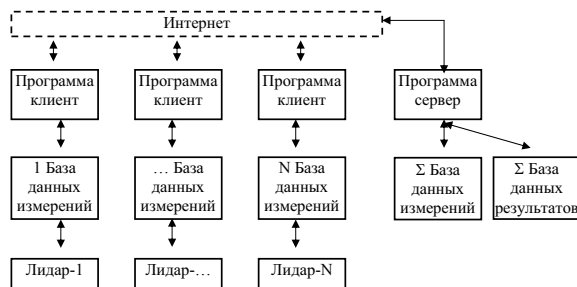 Интернет
Программа
клиент
Программа
клиент
Программа
клиент
Программа
сервер
1 База
данных
измерений
… База
данных
измерений
N База
данных
измерений
Σ База
данных
измерений
Σ База
данных
результатов
Лидар-1
Лидар-…
Лидар-N